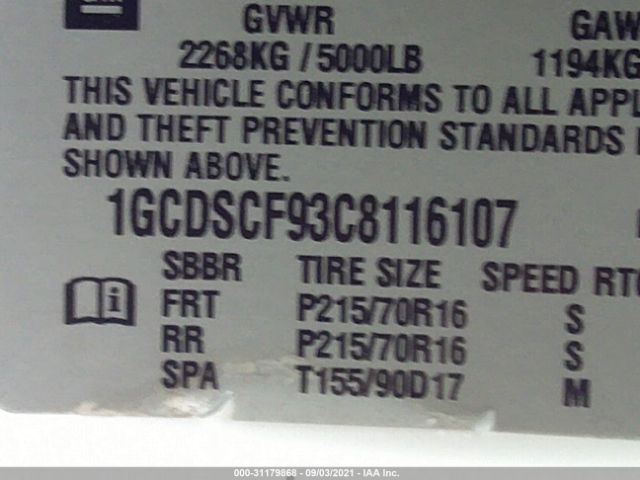 GM
GVWR GAW
2268KG / 5000LB 1194KG
THIS VEHICLE CONFORMS TO ALL APPL
AND THEFT PREVENTION STANDARDS
SHOWN ABOVE.
1GCDSCF93C8116107
SBBR TIRE SIZE SPEED RT
FRT P215/70R16 S
RR P215/70R16 S
SPA T155/90D17 M
000-31179868 - 09/03/2021 - IAA Inc.